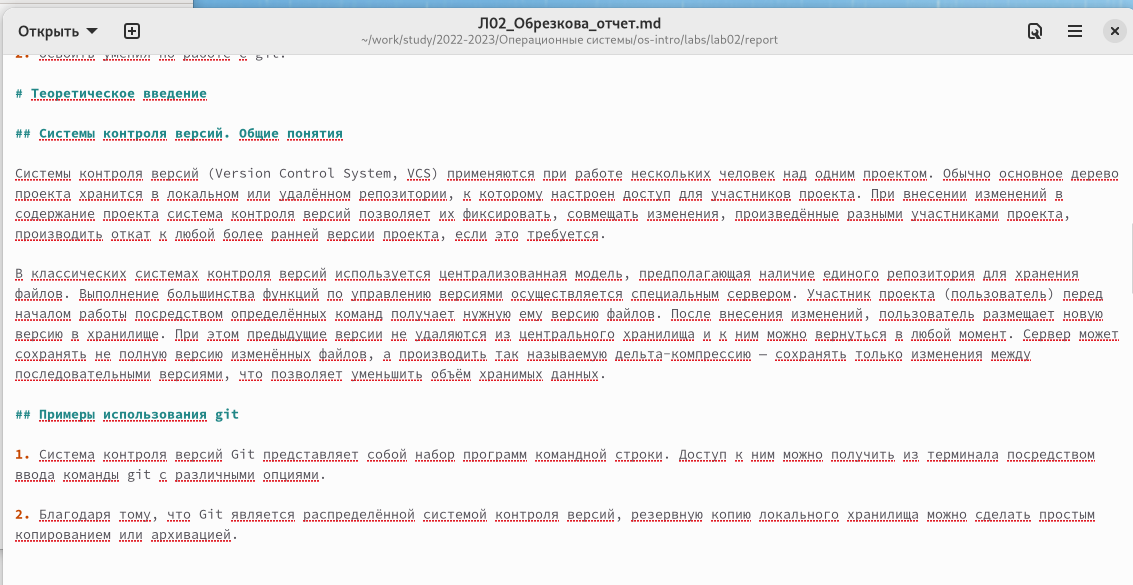 Открыть
Л02_Обрезкова_отчет.md
~/work/study/2022-2023/Операционные системы/os-intro/labs/lab02/report
2. Освоить умения по работе с git.
# Теоретическое введение
## Системы контроля версий. Общие понятия
Системы контроля версий (Version Control System, VCS) применяются при работе нескольких человек над одним проектом. Обычно основное дерево
проекта хранится в локальном или удалённом репозитории, к которому настроен доступ для участников проекта. При внесении изменений в
содержание проекта система контроля версий позволяет их фиксировать, совмещать изменения, произведённые разными участниками проекта,
производить откат к любой более ранней версии проекта, если это требуется.
В классических системах контроля версий используется централизованная модель, предполагающая наличие единого репозитория для хранения
файлов. Выполнение большинства функций по управлению версиями осуществляется специальным сервером. Участник проекта (пользователь) перед
началом работы посредством определённых команд получает нужную ему версию файлов. После внесения изменений, пользователь размещает новую
версию в хранилище. При этом предыдущие версии не удаляются из центрального хранилища и к ним можно вернуться в любой момент. Сервер может
сохранять не полную версию изменённых файлов, а производить так называемую дельта-компрессию — сохранять только изменения между
последовательными версиями, что позволяет уменьшить объём хранимых данных.
## Примеры использования git
1. Система контроля версий Git представляет собой набор программ командной строки. Доступ к ним можно получить из терминала посредством
ввода команды git с различными опциями.
2. Благодаря тому, что Git является распределённой системой контроля версий, резервную копию локального хранилища можно сделать простым
копированием или архивацией.